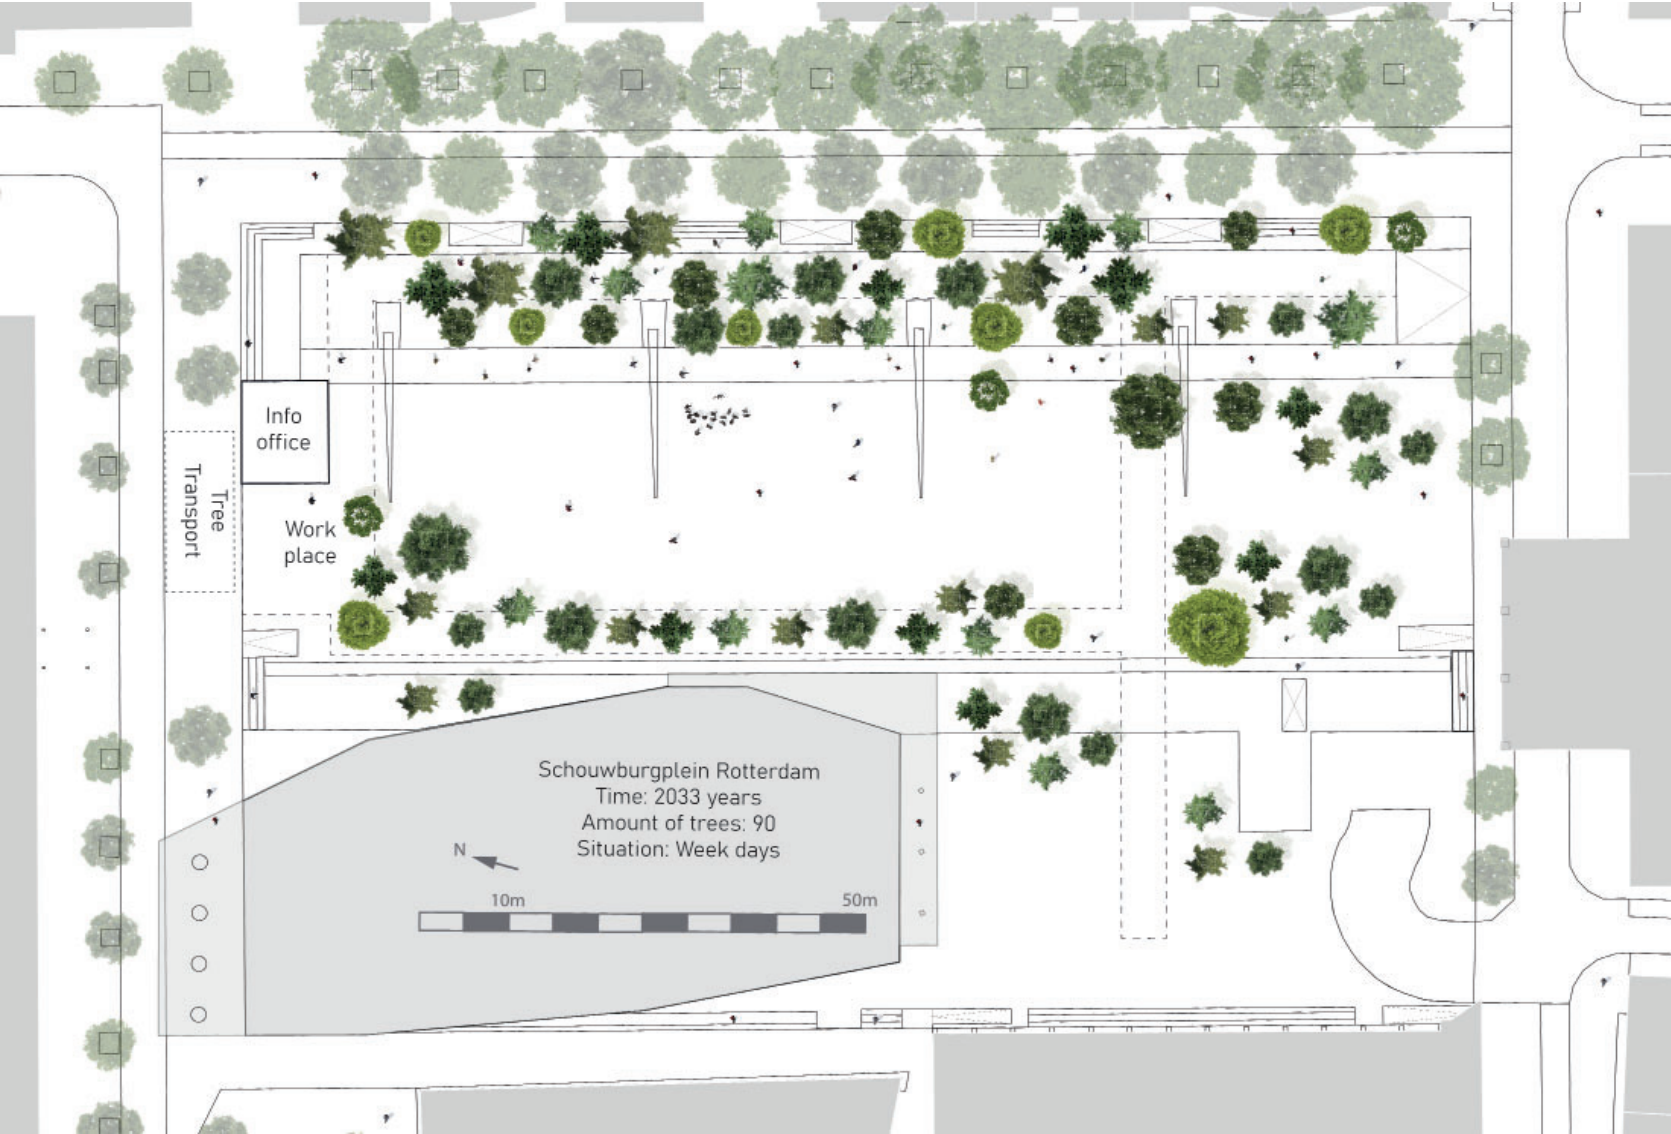 Info
office
Tree
Transport
Work
place
Schouwburgplein Rotterdam
Time: 2033 years
Amount of trees: 90
Situation: Week days
N
10m
50m